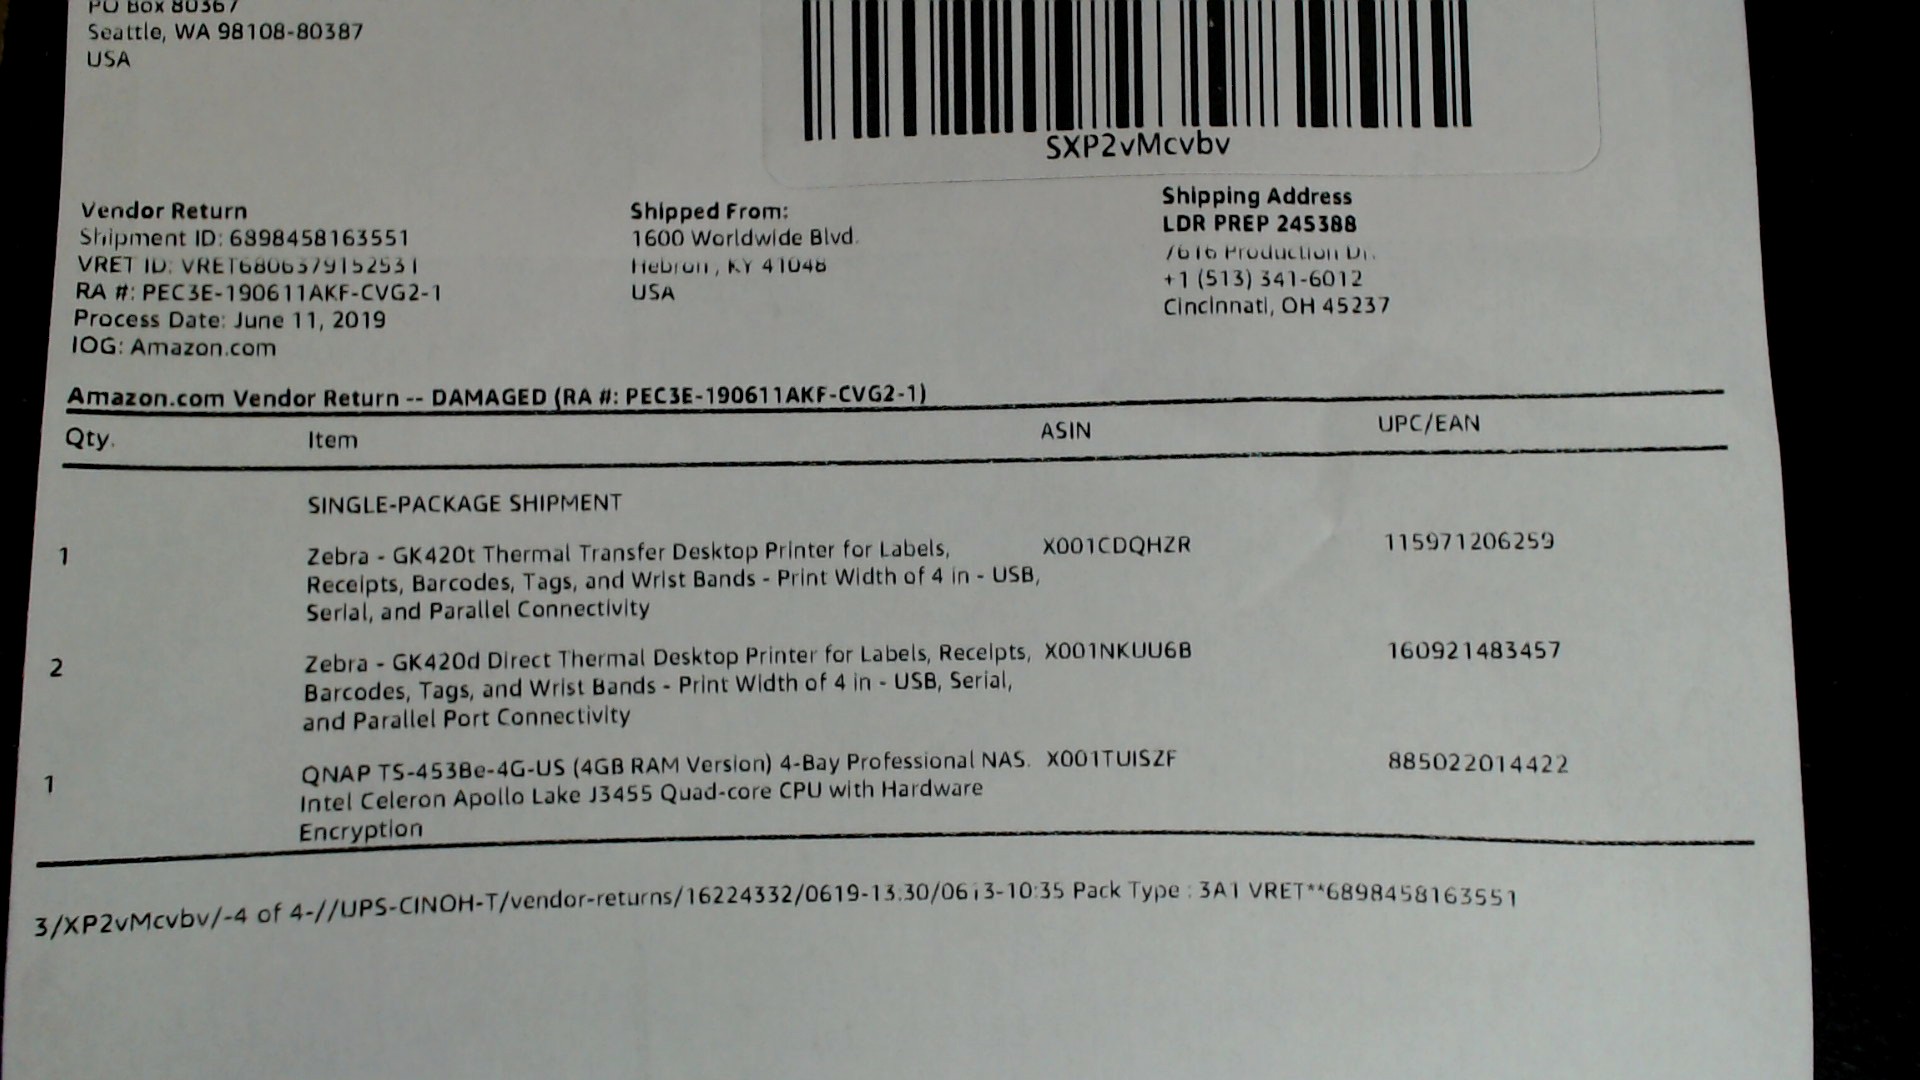 PO Box 80367
Seattle, WA 98108-80387
USA
SXP2vMcvbv
Vendor Return
Shipment ID: 6898458163551
VRET ID: VRET6806379152531
RA #: PEC3E-190611AKF-CVG2-1
Process Date: June 11, 2019
IOG: Amazon.com
Shipped From:
1600 Worldwide Blvd.
Hebron, KY 41048
USA
Shipping Address
LDR PREP 245388
7616 Production Dr.
+1 (513) 341-6012
Cincinnati, OH 45237
Amazon.com Vendor Return -- DAMAGED (RA #: PEC3E-190611AKF-CVG2-1)
Qty. Item ASIN UPC/EAN
SINGLE-PACKAGE SHIPMENT
1 Zebra - GK420t Thermal Transfer Desktop Printer for Labels, X001CDQHZR 115971206259
Receipts, Barcodes, Tags, and Wrist Bands - Print Width of 4 in - USB,
Serial, and Parallel Connectivity
2 Zebra - GK420d Direct Thermal Desktop Printer for Labels, Receipts, X001NKUU6B 160921483457
Barcodes, Tags, and Wrist Bands - Print Width of 4 in - USB, Serial,
and Parallel Port Connectivity
1 QNAP TS-453Be-4G-US (4GB RAM Version) 4-Bay Professional NAS. X001TUISZF 885022014422
Intel Celeron Apollo Lake J3455 Quad-core CPU with Hardware
Encryption
3/XP2vMcvbv/-4 of 4-//UPS-CINOH-T/vendor-returns/16224332/0619-13:30/0613-10:35 Pack Type : 3A1 VRET**6898458163551